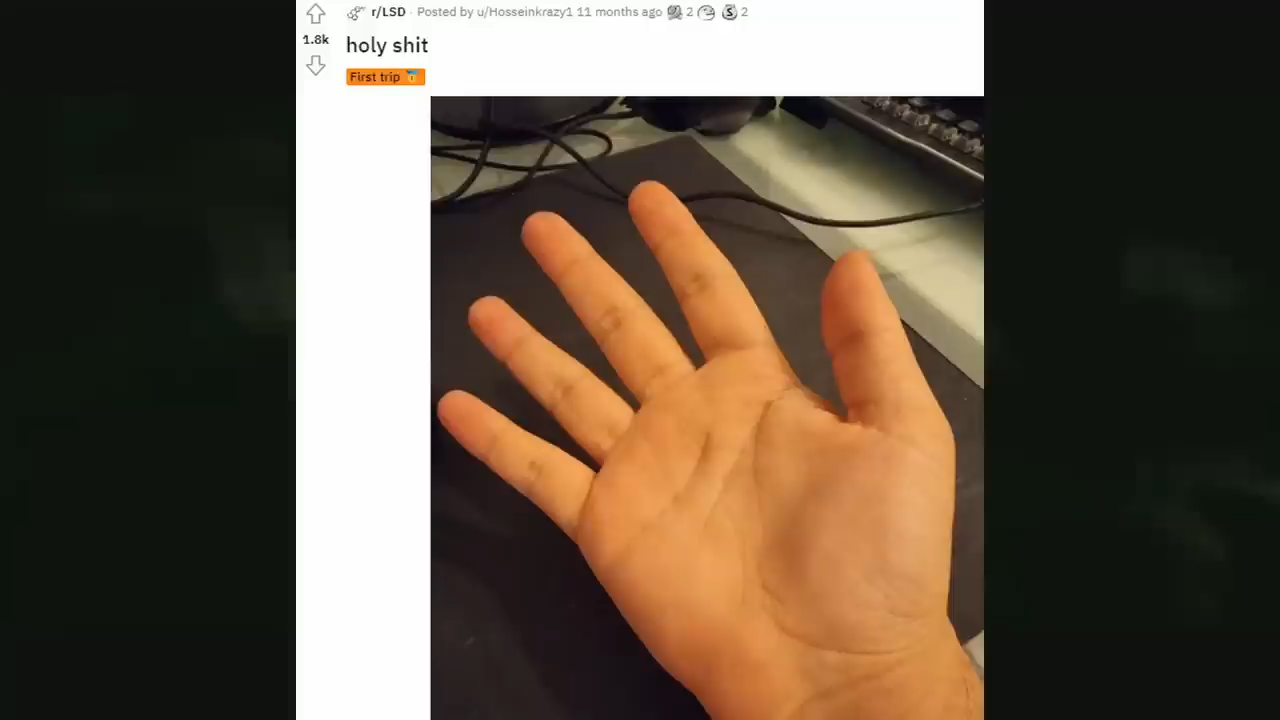 r/LSD · Posted by u/Hosseinkrazy1 11 months ago 2 2
1.8k
holy shit
First trip